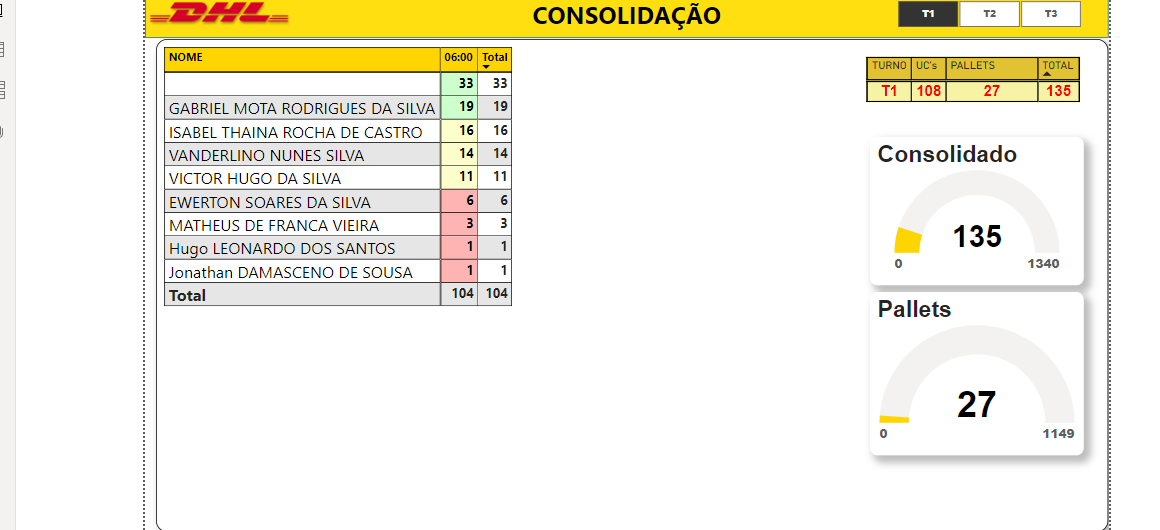 DHL
CONSOLIDAÇÃO
T1 T2 T3
NOME 06:00 Total
33 33
GABRIEL MOTA RODRIGUES DA SILVA 19 19
ISABEL THAINA ROCHA DE CASTRO 16 16
VANDERLINO NUNES SILVA 14 14
VICTOR HUGO DA SILVA 11 11
EWERTON SOARES DA SILVA 6 6
MATHEUS DE FRANCA VIEIRA 3 3
Hugo LEONARDO DOS SANTOS 1 1
Jonathan DAMASCENO DE SOUSA 1 1
Total 104 104
TURNO UC's PALLETS TOTAL
T1 108 27 135
Consolidado
135
0 1340
Pallets
27
0 1149